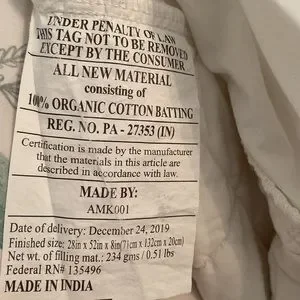 UNDER PENALTY OF LAW
THIS TAG NOT TO BE REMOVED
EXCEPT BY THE CONSUMER
ALL NEW MATERIAL
consisting of
100% ORGANIC COTTON BATTING
REG. NO. PA - 27353 (IN)
Certification is made by the manufacturer
that the materials in this article are
described in accordance with law.
MADE BY:
AMK001
Date of delivery: December 24, 2019
Finished size: 28in x 52in x 8in(71cm x 132cm x 20cm)
Net wt. of filling mat.: 234 gms / 0.51 lbs
Federal RN# 135496
MADE IN INDIA